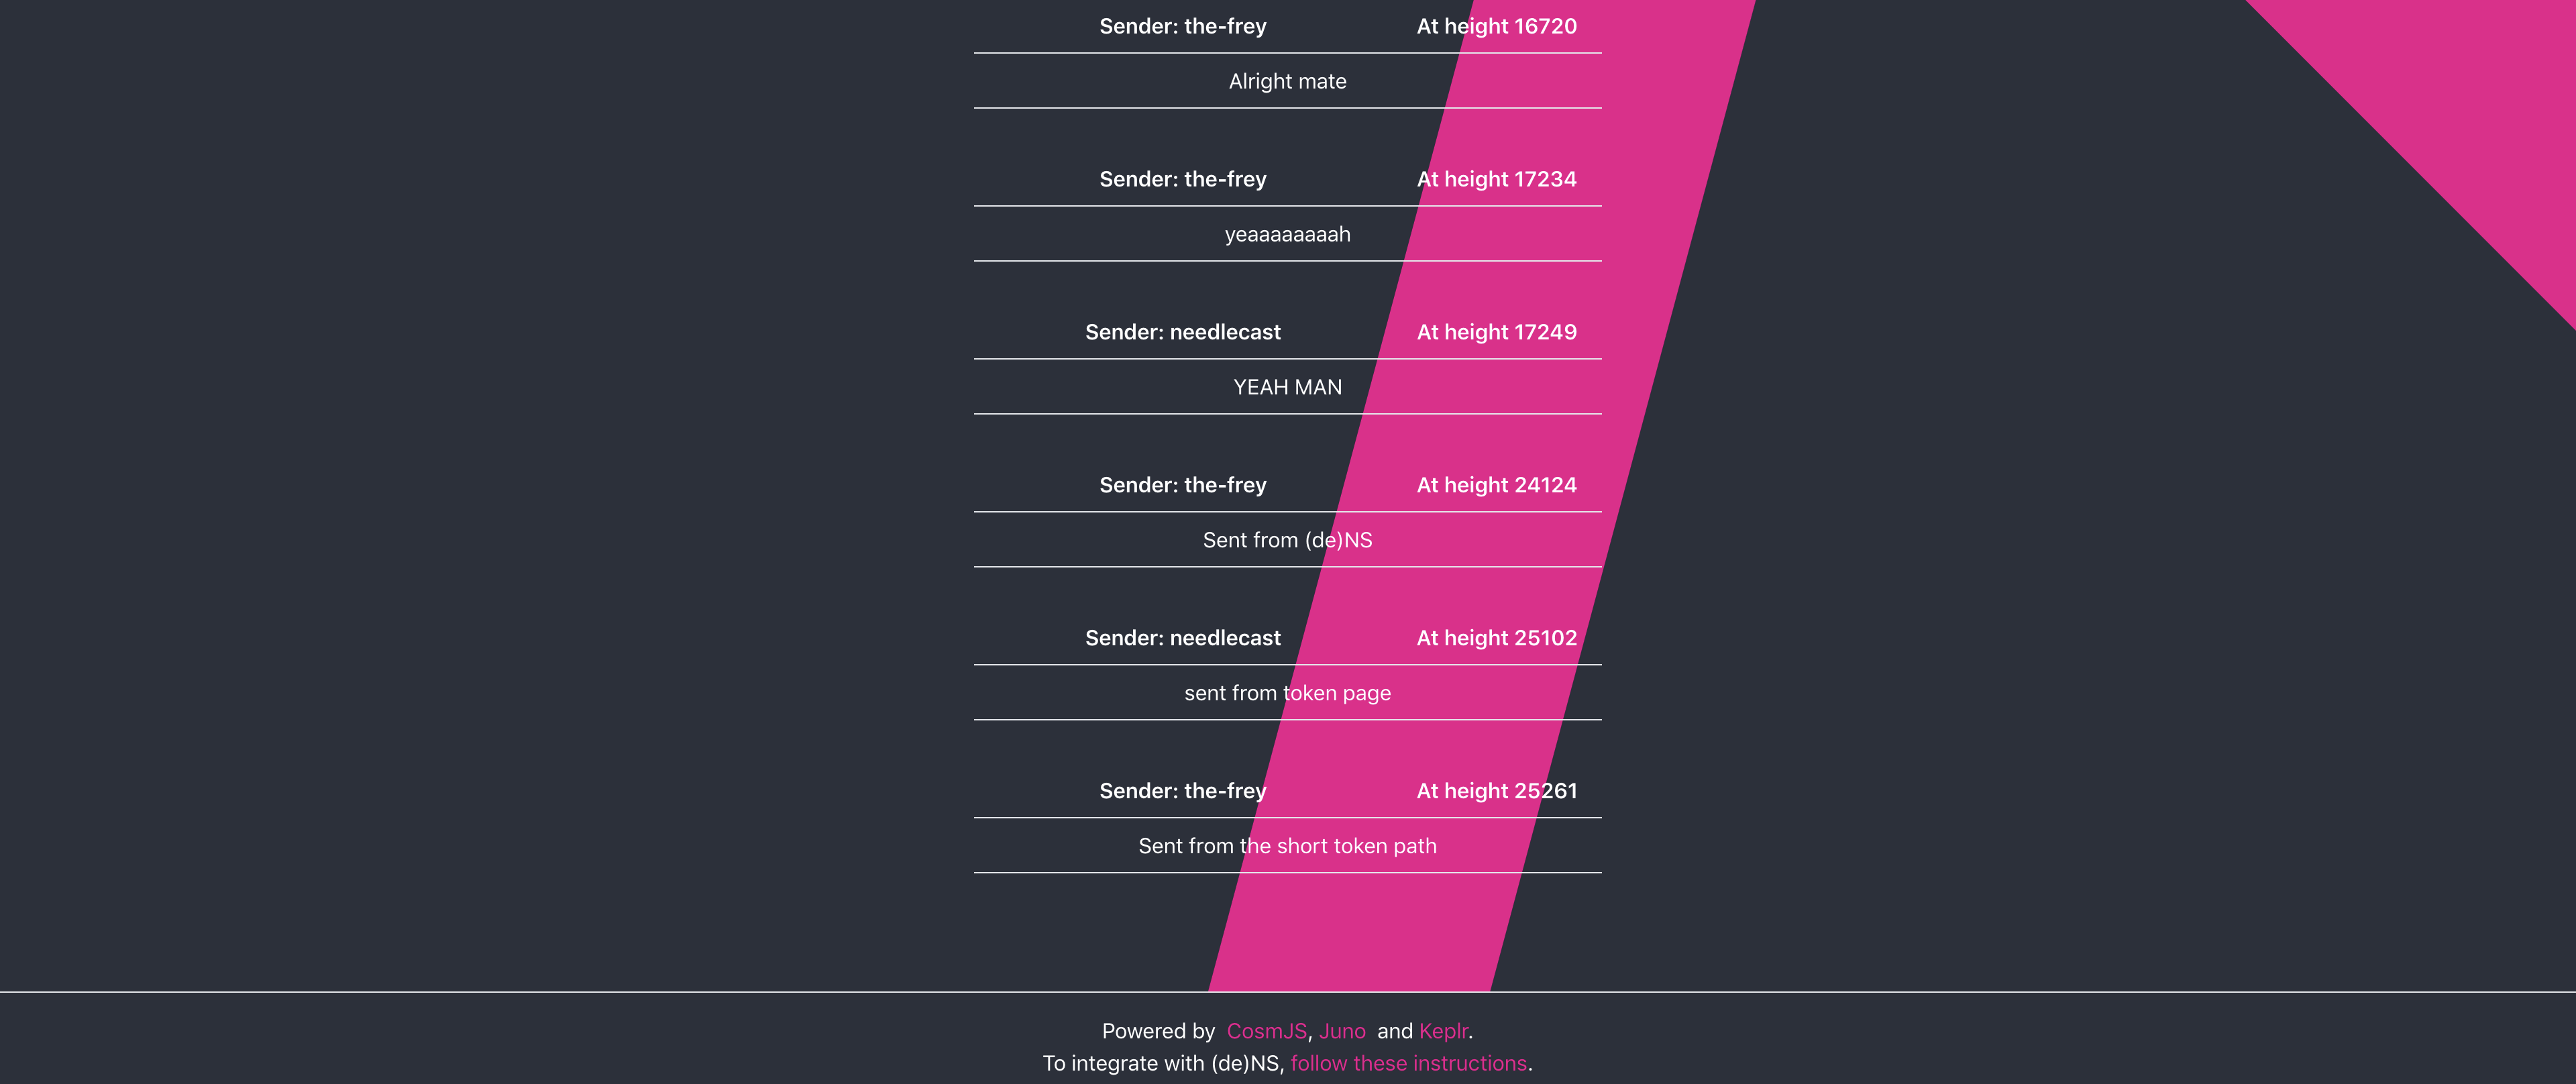 Sender: the-frey At height 16720
Alright mate
Sender: the-frey At height 17234
yeaaaaaaaaah
Sender: needlecast At height 17249
YEAH MAN
Sender: the-frey At height 24124
Sent from (de)NS
Sender: needlecast At height 25102
sent from token page
Sender: the-frey At height 25261
Sent from the short token path
Powered by CosmJS, Juno and Keplr.
To integrate with (de)NS, follow these instructions.